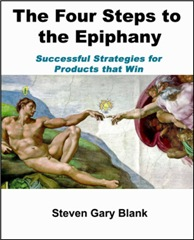 The Four Steps to
the Epiphany
Successful Strategies for
Products that Win
Steven Gary Blank